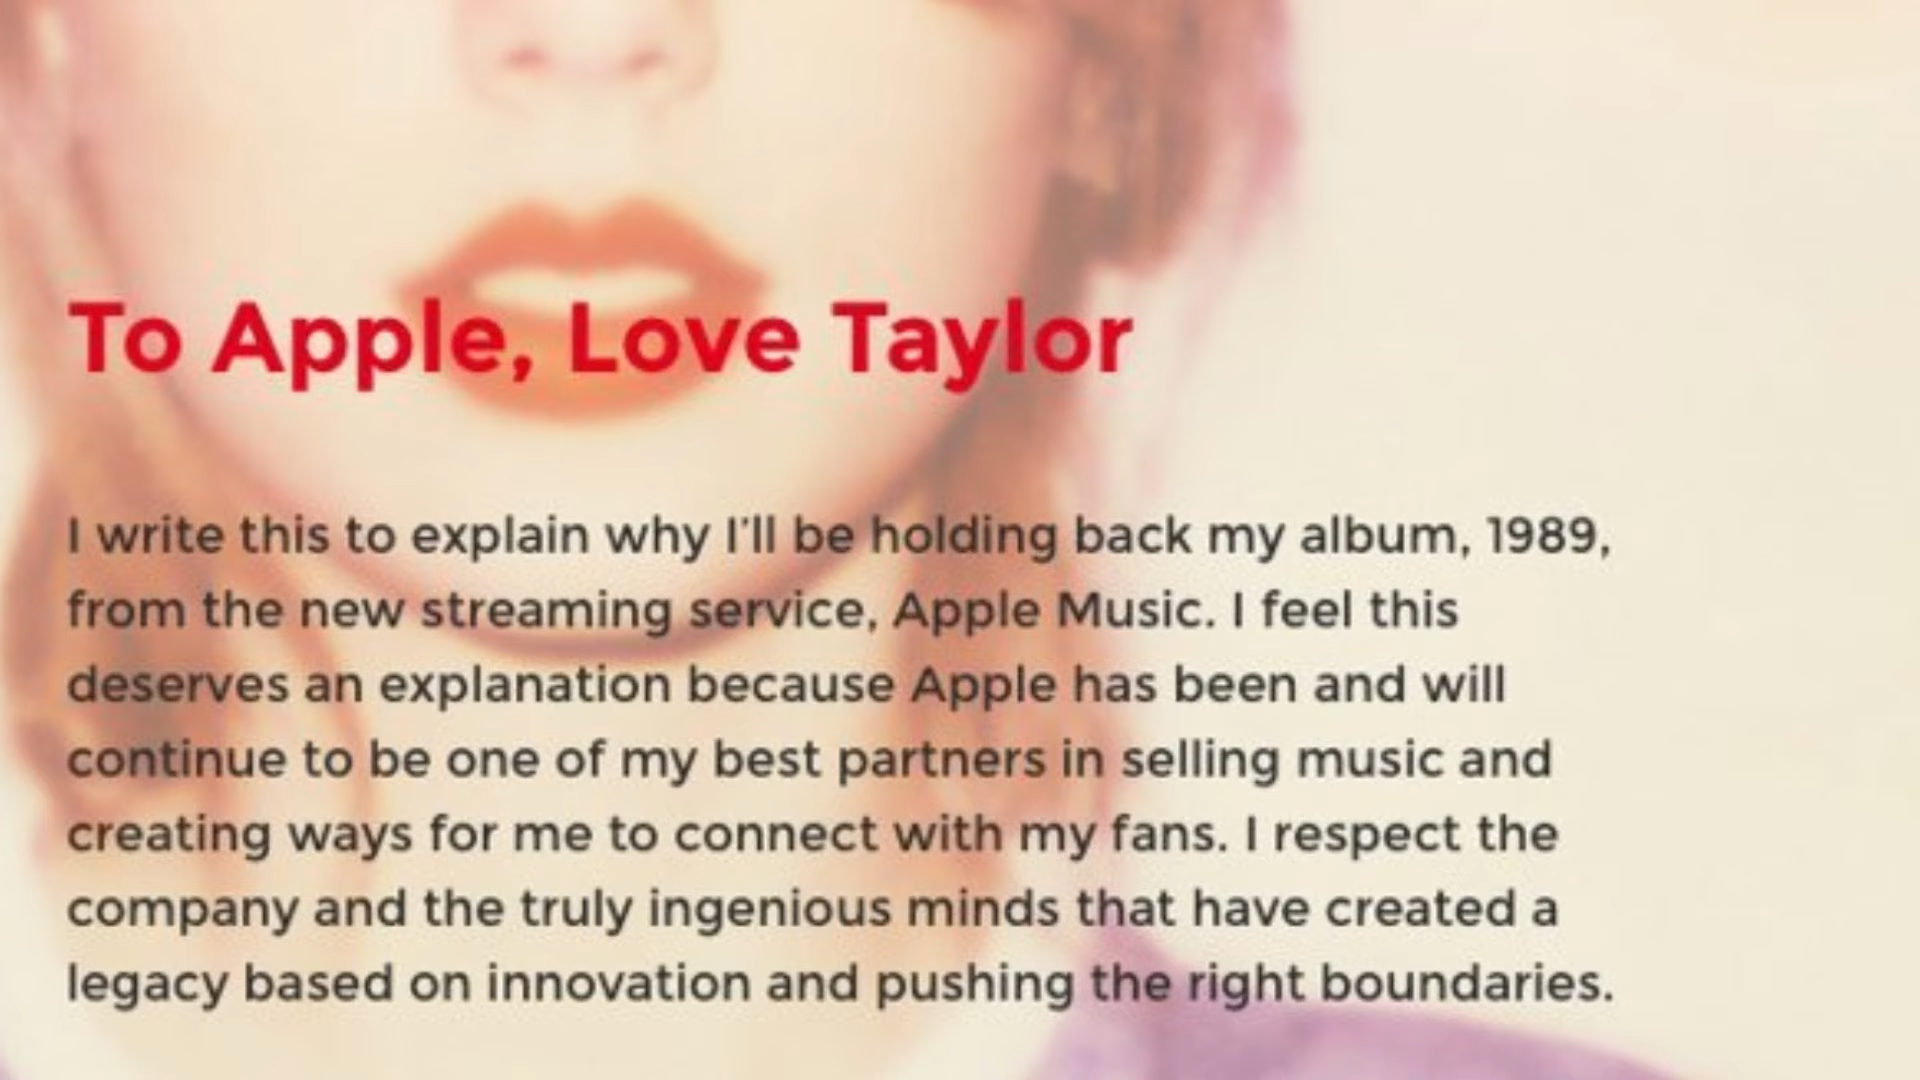 To Apple, Love Taylor
I write this to explain why I'll be holding back my album, 1989,
from the new streaming service, Apple Music. I feel this
deserves an explanation because Apple has been and will
continue to be one of my best partners in selling music and
creating ways for me to connect with my fans. I respect the
company and the truly ingenious minds that have created a
legacy based on innovation and pushing the right boundaries.